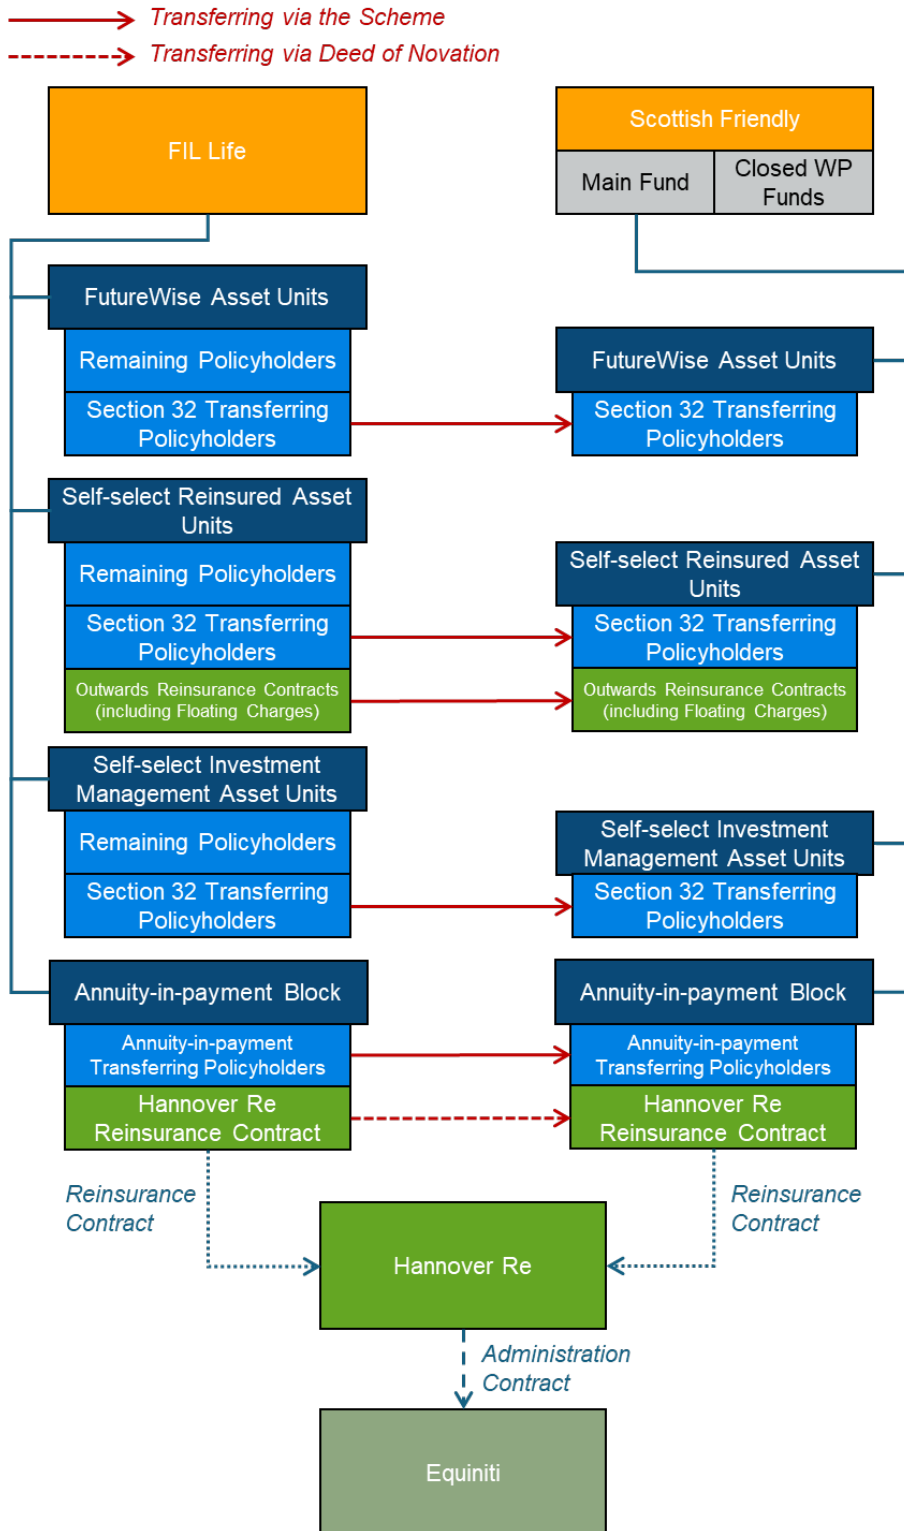 Transferring via the Scheme
Transferring via Deed of Novation
FIL Life
Scottish Friendly
Main Fund
Closed WP
Funds
FutureWise Asset Units
Remaining Policyholders
Section 32 Transferring
Policyholders
FutureWise Asset Units
Section 32 Transferring
Policyholders
Self-select Reinsured Asset
Units
Remaining Policyholders
Section 32 Transferring
Policyholders
Outwards Reinsurance Contracts
(including Floating Charges)
Self-select Reinsured Asset
Units
Section 32 Transferring
Policyholders
Outwards Reinsurance Contracts
(including Floating Charges)
Self-select Investment
Management Asset Units
Remaining Policyholders
Section 32 Transferring
Policyholders
Self-select Investment
Management Asset Units
Section 32 Transferring
Policyholders
Annuity-in-payment Block
Annuity-in-payment
Transferring Policyholders
Hannover Re
Reinsurance Contract
Annuity-in-payment Block
Annuity-in-payment
Transferring Policyholders
Hannover Re
Reinsurance Contract
Reinsurance
Contract
Reinsurance
Contract
Hannover Re
Administration
Contract
Equiniti